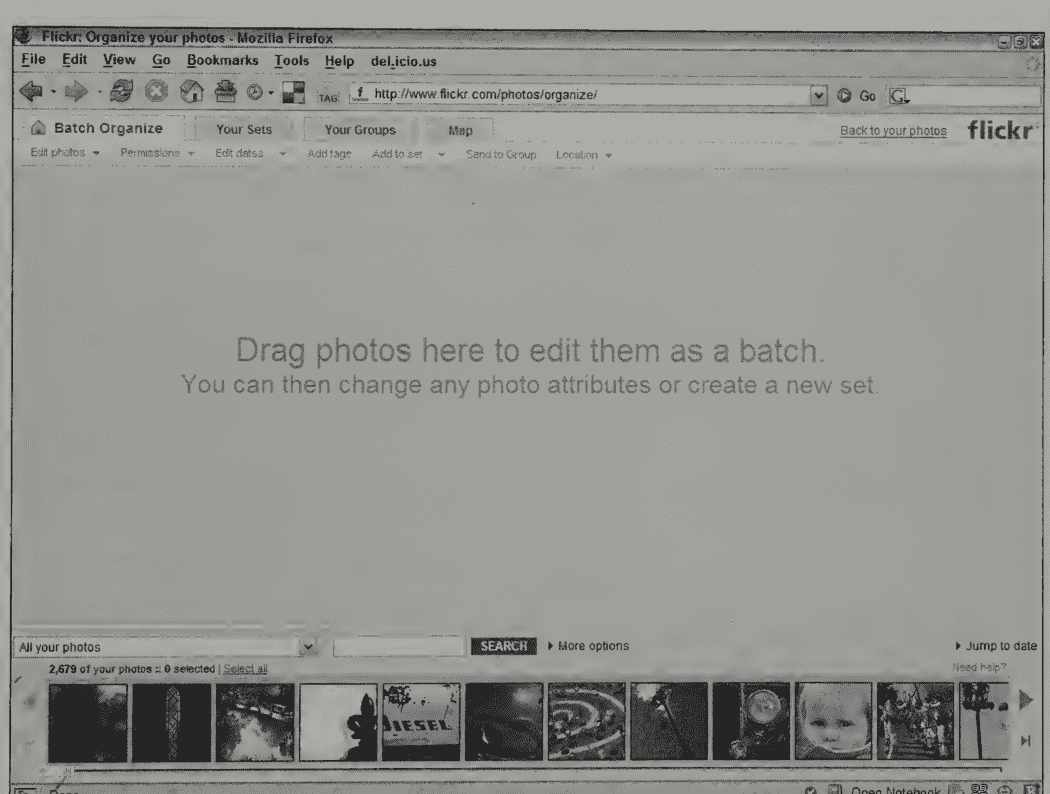 Flickr: Organize your photos - Mozilla Firefox
File Edit View Go Bookmarks Tools Help del.icio.us
TAG f http://www.flickr.com/photos/organize/ Go G
Batch Organize Your Sets Your Groups Map Back to your photos flickr
Edit photos Permissions Edit dates Add tags Add to set Send to Group Location
Drag photos here to edit them as a batch.
You can then change any photo attributes or create a new set.
All your photos SEARCH More options Jump to date
2,679 of your photos :: 0 selected | Select all Need help?
DIESEL
Done Open Notebook